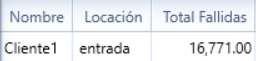 Nombre Locación Total Fallidas
Cliente1 entrada 16,771.00